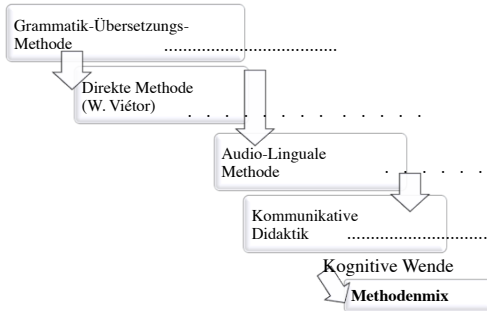 Grammatik-Übersetzungs-
Methode ....................................
Direkte Methode
(W. Viétor) . . . . . . . . . . . . .
Audio-Linguale
Methode . . . . . .
Kommunikative
Didaktik ..............................
Kognitive Wende
Methodenmix